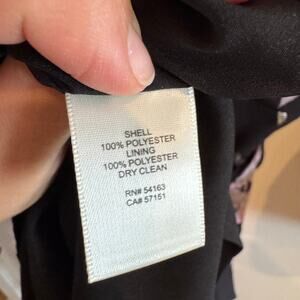 SHELL
100% POLYESTER
LINING
100% POLYESTER
DRY CLEAN
RN# 54163
CA# 57151